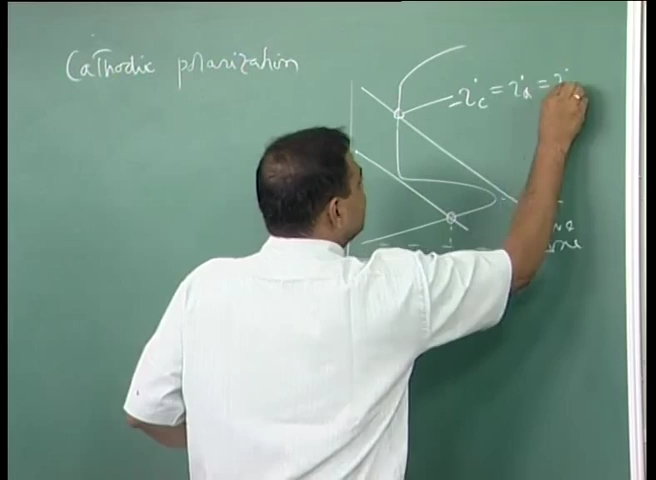 Cathodic polarization
i_c = i_a = i